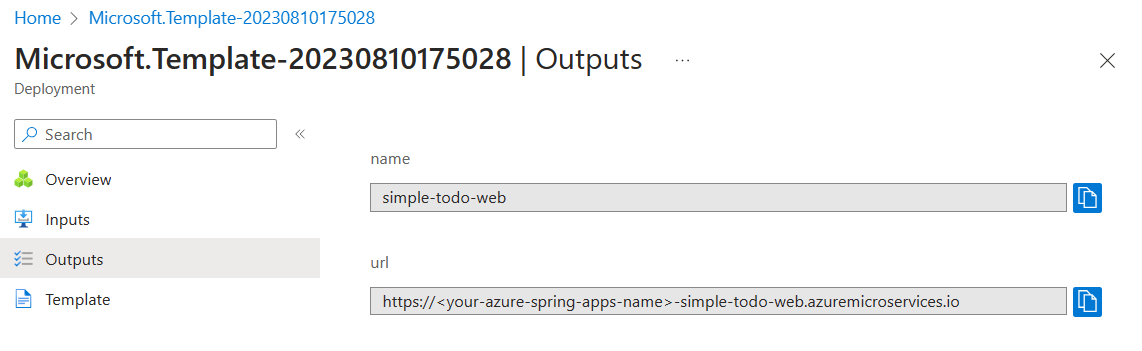 Home > Microsoft.Template-20230810175028
Microsoft.Template-20230810175028 | Outputs ...
Deployment
Search
Overview
Inputs
Outputs
Template
name
simple-todo-web
url
https://<your-azure-spring-apps-name>-simple-todo-web.azuremicroservices.io